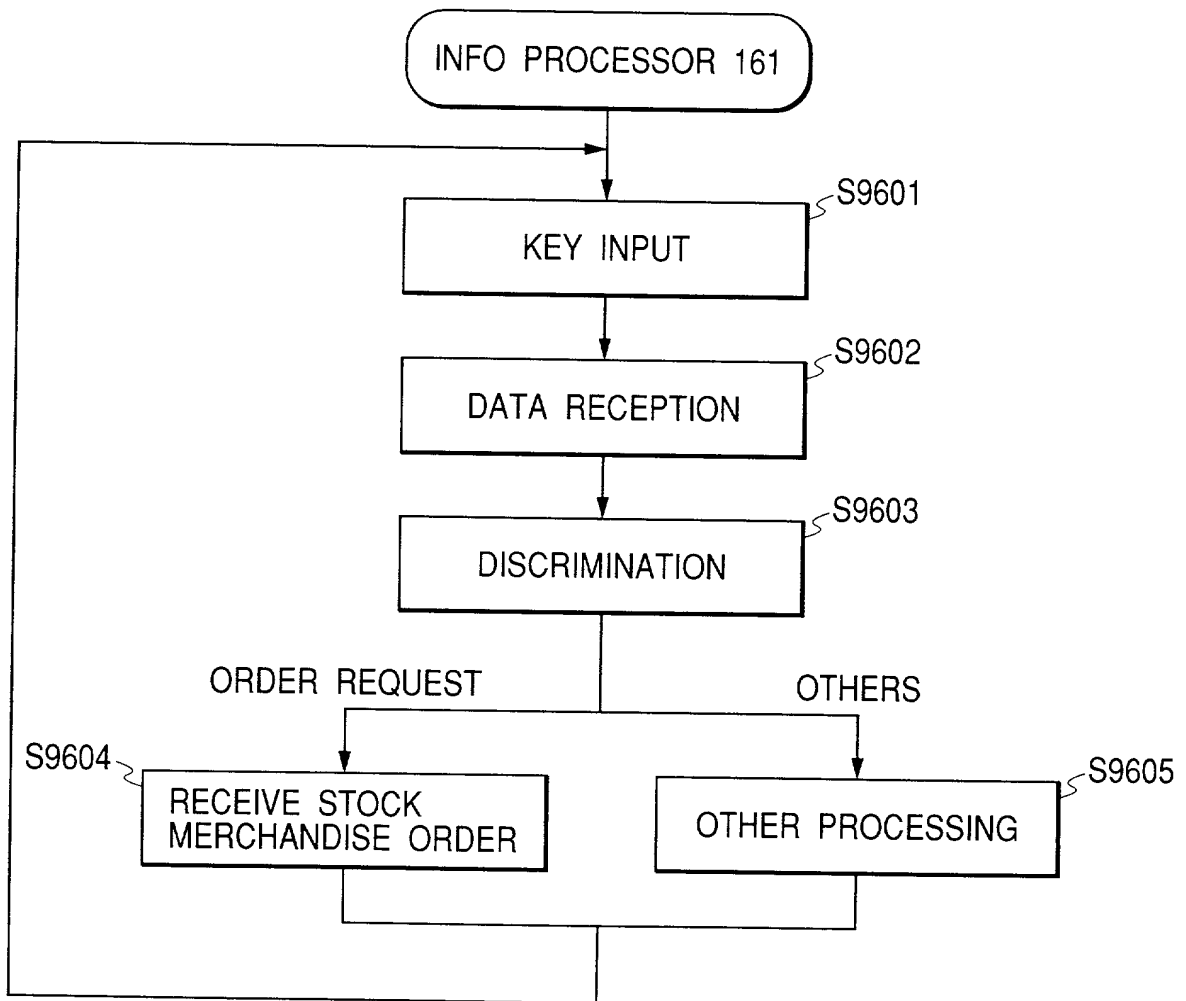 INFO PROCESSOR 161
S9601
KEY INPUT
S9602
DATA RECEPTION
S9603
DISCRIMINATION
ORDER REQUEST
OTHERS
S9604
RECEIVE STOCK
MERCHANDISE ORDER
S9605
OTHER PROCESSING